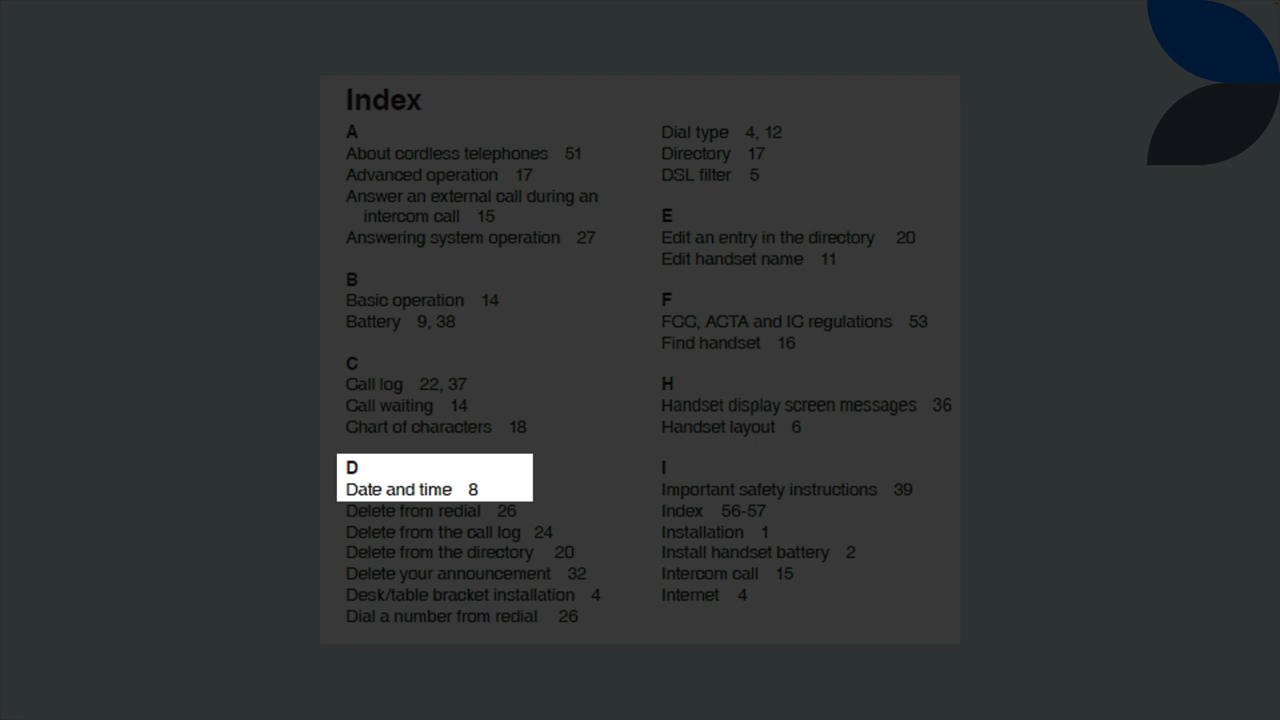 Index
A
About cordless telephones 51
Advanced operation 17
Answer an external call during an
intercom call 15
Answering system operation 27
B
Basic operation 14
Battery 9, 38
C
Call log 22, 37
Call waiting 14
Chart of characters 18
D
Date and time 8
Delete from redial 26
Delete from the call log 24
Delete from the directory 20
Delete your announcement 32
Desk/table bracket installation 4
Dial a number from redial 26
Dial type 4, 12
Directory 17
DSL filter 5
E
Edit an entry in the directory 20
Edit handset name 11
F
FCC, ACTA and IC regulations 53
Find handset 16
H
Handset display screen messages 36
Handset layout 6
I
Important safety instructions 39
Index 56-57
Installation 1
Install handset battery 2
Intercom call 15
Internet 4